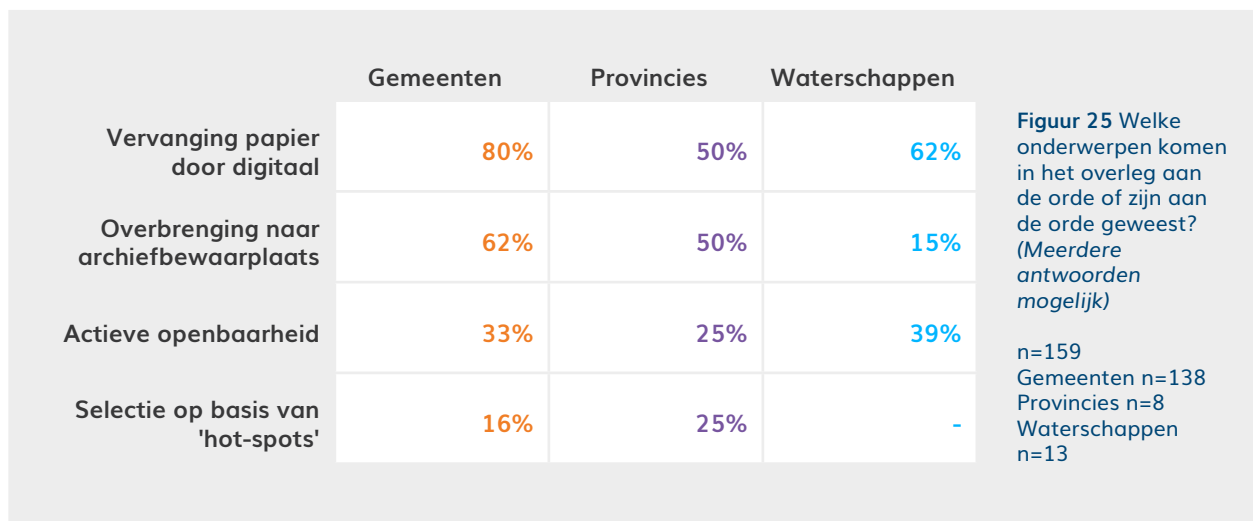 Gemeenten Provincies Waterschappen
Vervanging papier
door digitaal
80% 50% 62%
Overbrenging naar
archiefbewaarplaats
62% 50% 15%
Actieve openbaarheid 33% 25% 39%
Selectie op basis van
'hot-spots'
16% 25% -
Figuur 25 Welke
onderwerpen komen
in het overleg aan
de orde of zijn aan
de orde geweest?
(Meerdere
antwoorden
mogelijk)
n=159
Gemeenten n=138
Provincies n=8
Waterschappen
n=13